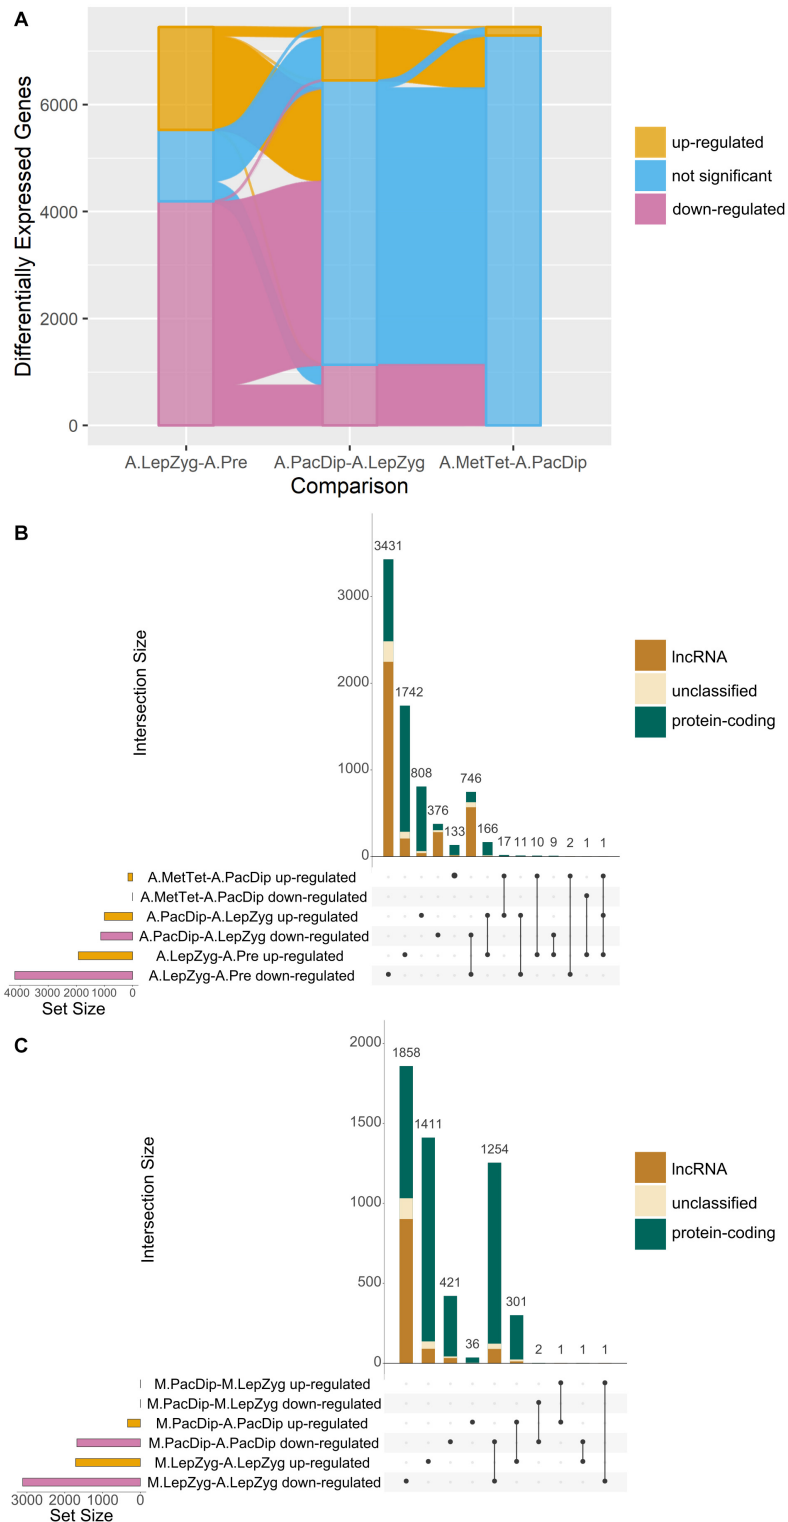 A
Differentially Expressed Genes
6000
4000
2000
0
A.LepZyg-A.Pre A.PacDip-A.LepZyg A.MetTet-A.PacDip
Comparison
up-regulated
not significant
down-regulated
B
Intersection Size
3000
2000
1000
0
3431
1742
808
376
133
746
166
17 11 10 9 2 1 1
lncRNA
unclassified
protein-coding
A.MetTet-A.PacDip up-regulated
A.MetTet-A.PacDip down-regulated
A.PacDip-A.LepZyg up-regulated
A.PacDip-A.LepZyg down-regulated
A.LepZyg-A.Pre up-regulated
A.LepZyg-A.Pre down-regulated
4000 3000 2000 1000 0
Set Size
C
Intersection Size
2000
1500
1000
500
0
1858
1411
421
36
1254
301
2 1 1 1
lncRNA
unclassified
protein-coding
M.PacDip-M.LepZyg up-regulated
M.PacDip-M.LepZyg down-regulated
M.PacDip-A.PacDip up-regulated
M.PacDip-A.PacDip down-regulated
M.LepZyg-A.LepZyg up-regulated
M.LepZyg-A.LepZyg down-regulated
3000 2000 1000 0
Set Size